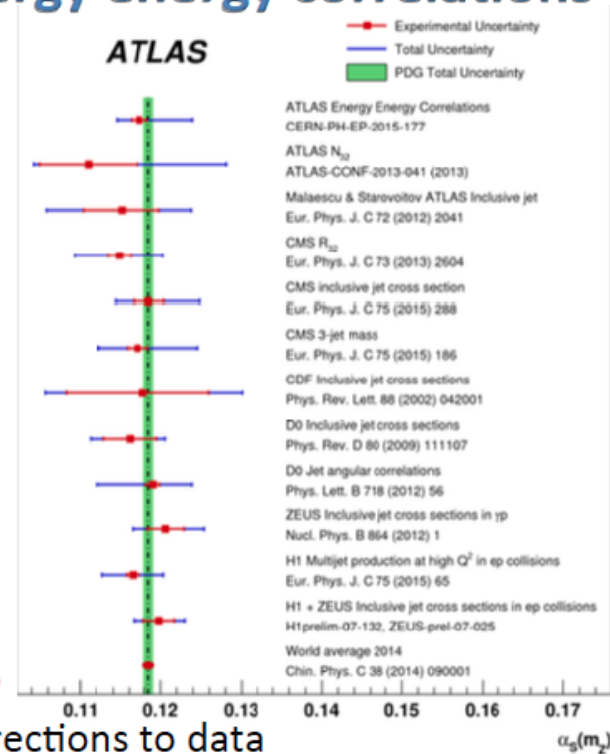 rgy energy correlations
ATLAS
Experimental Uncertainty
Total Uncertainty
PDG Total Uncertainty
ATLAS Energy Energy Correlations
CERN-PH-EP-2015-177
ATLAS N32
ATLAS-CONF-2013-041 (2013)
Malaescu & Starovoitov ATLAS Inclusive jet
Eur. Phys. J. C 72 (2012) 2041
CMS R32
Eur. Phys. J. C 73 (2013) 2604
CMS inclusive jet cross section
Eur. Phys. J. C 75 (2015) 288
CMS 3-jet mass
Eur. Phys. J. C 75 (2015) 186
CDF Inclusive jet cross sections
Phys. Rev. Lett. 88 (2002) 042001
D0 Inclusive jet cross sections
Phys. Rev. D 80 (2009) 111107
D0 Jet angular correlations
Phys. Lett. B 718 (2012) 56
ZEUS Inclusive jet cross sections in γp
Nucl. Phys. B 864 (2012) 1
H1 Multijet production at high Q² in ep collisions
Eur. Phys. J. C 75 (2015) 65
H1 + ZEUS Inclusive jet cross sections in ep collisions
H1prelim-07-132, ZEUS-prel-07-025
World average 2014
Chin. Phys. C 38 (2014) 090001
0.11 0.12 0.13 0.14 0.15 0.16 0.17
rections to data
αs(mz)